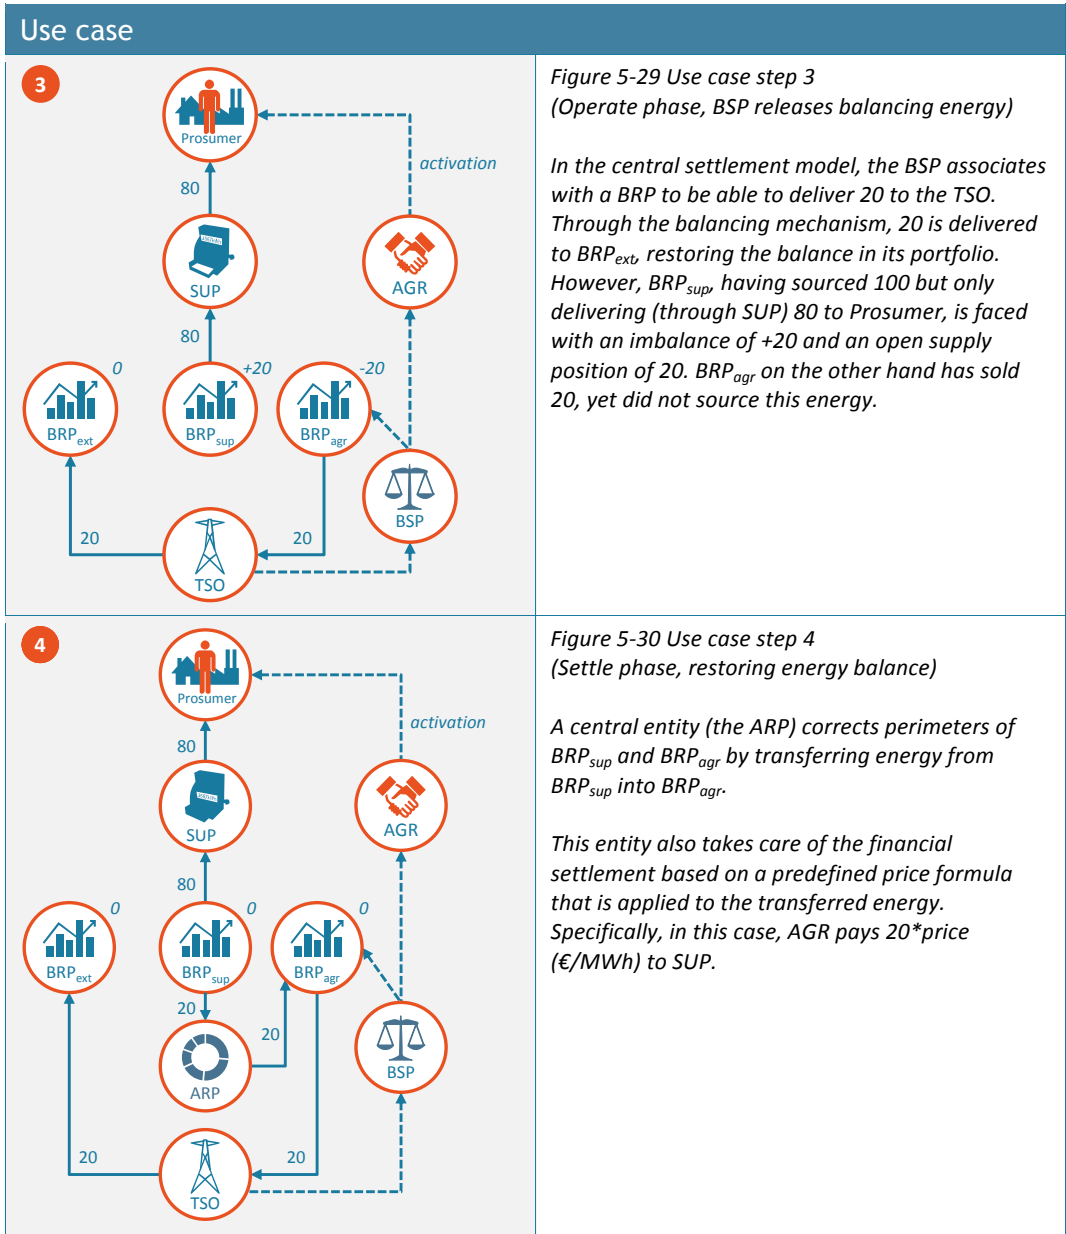 Use case
3
Prosumer
activation
80
SUP
AGR
80
0
+20
-20
BRPext
BRPsup
BRPagr
BSP
20
20
TSO
Figure 5-29 Use case step 3
(Operate phase, BSP releases balancing energy)
In the central settlement model, the BSP associates
with a BRP to be able to deliver 20 to the TSO.
Through the balancing mechanism, 20 is delivered
to BRPext, restoring the balance in its portfolio.
However, BRPsup, having sourced 100 but only
delivering (through SUP) 80 to Prosumer, is faced
with an imbalance of +20 and an open supply
position of 20. BRPagr on the other hand has sold
20, yet did not source this energy.
4
Prosumer
activation
80
SUP
AGR
80
0
0
0
BRPext
BRPsup
BRPagr
20
20
ARP
BSP
20
20
TSO
Figure 5-30 Use case step 4
(Settle phase, restoring energy balance)
A central entity (the ARP) corrects perimeters of
BRPsup and BRPagr by transferring energy from
BRPsup into BRPagr.
This entity also takes care of the financial
settlement based on a predefined price formula
that is applied to the transferred energy.
Specifically, in this case, AGR pays 20*price
(€/MWh) to SUP.